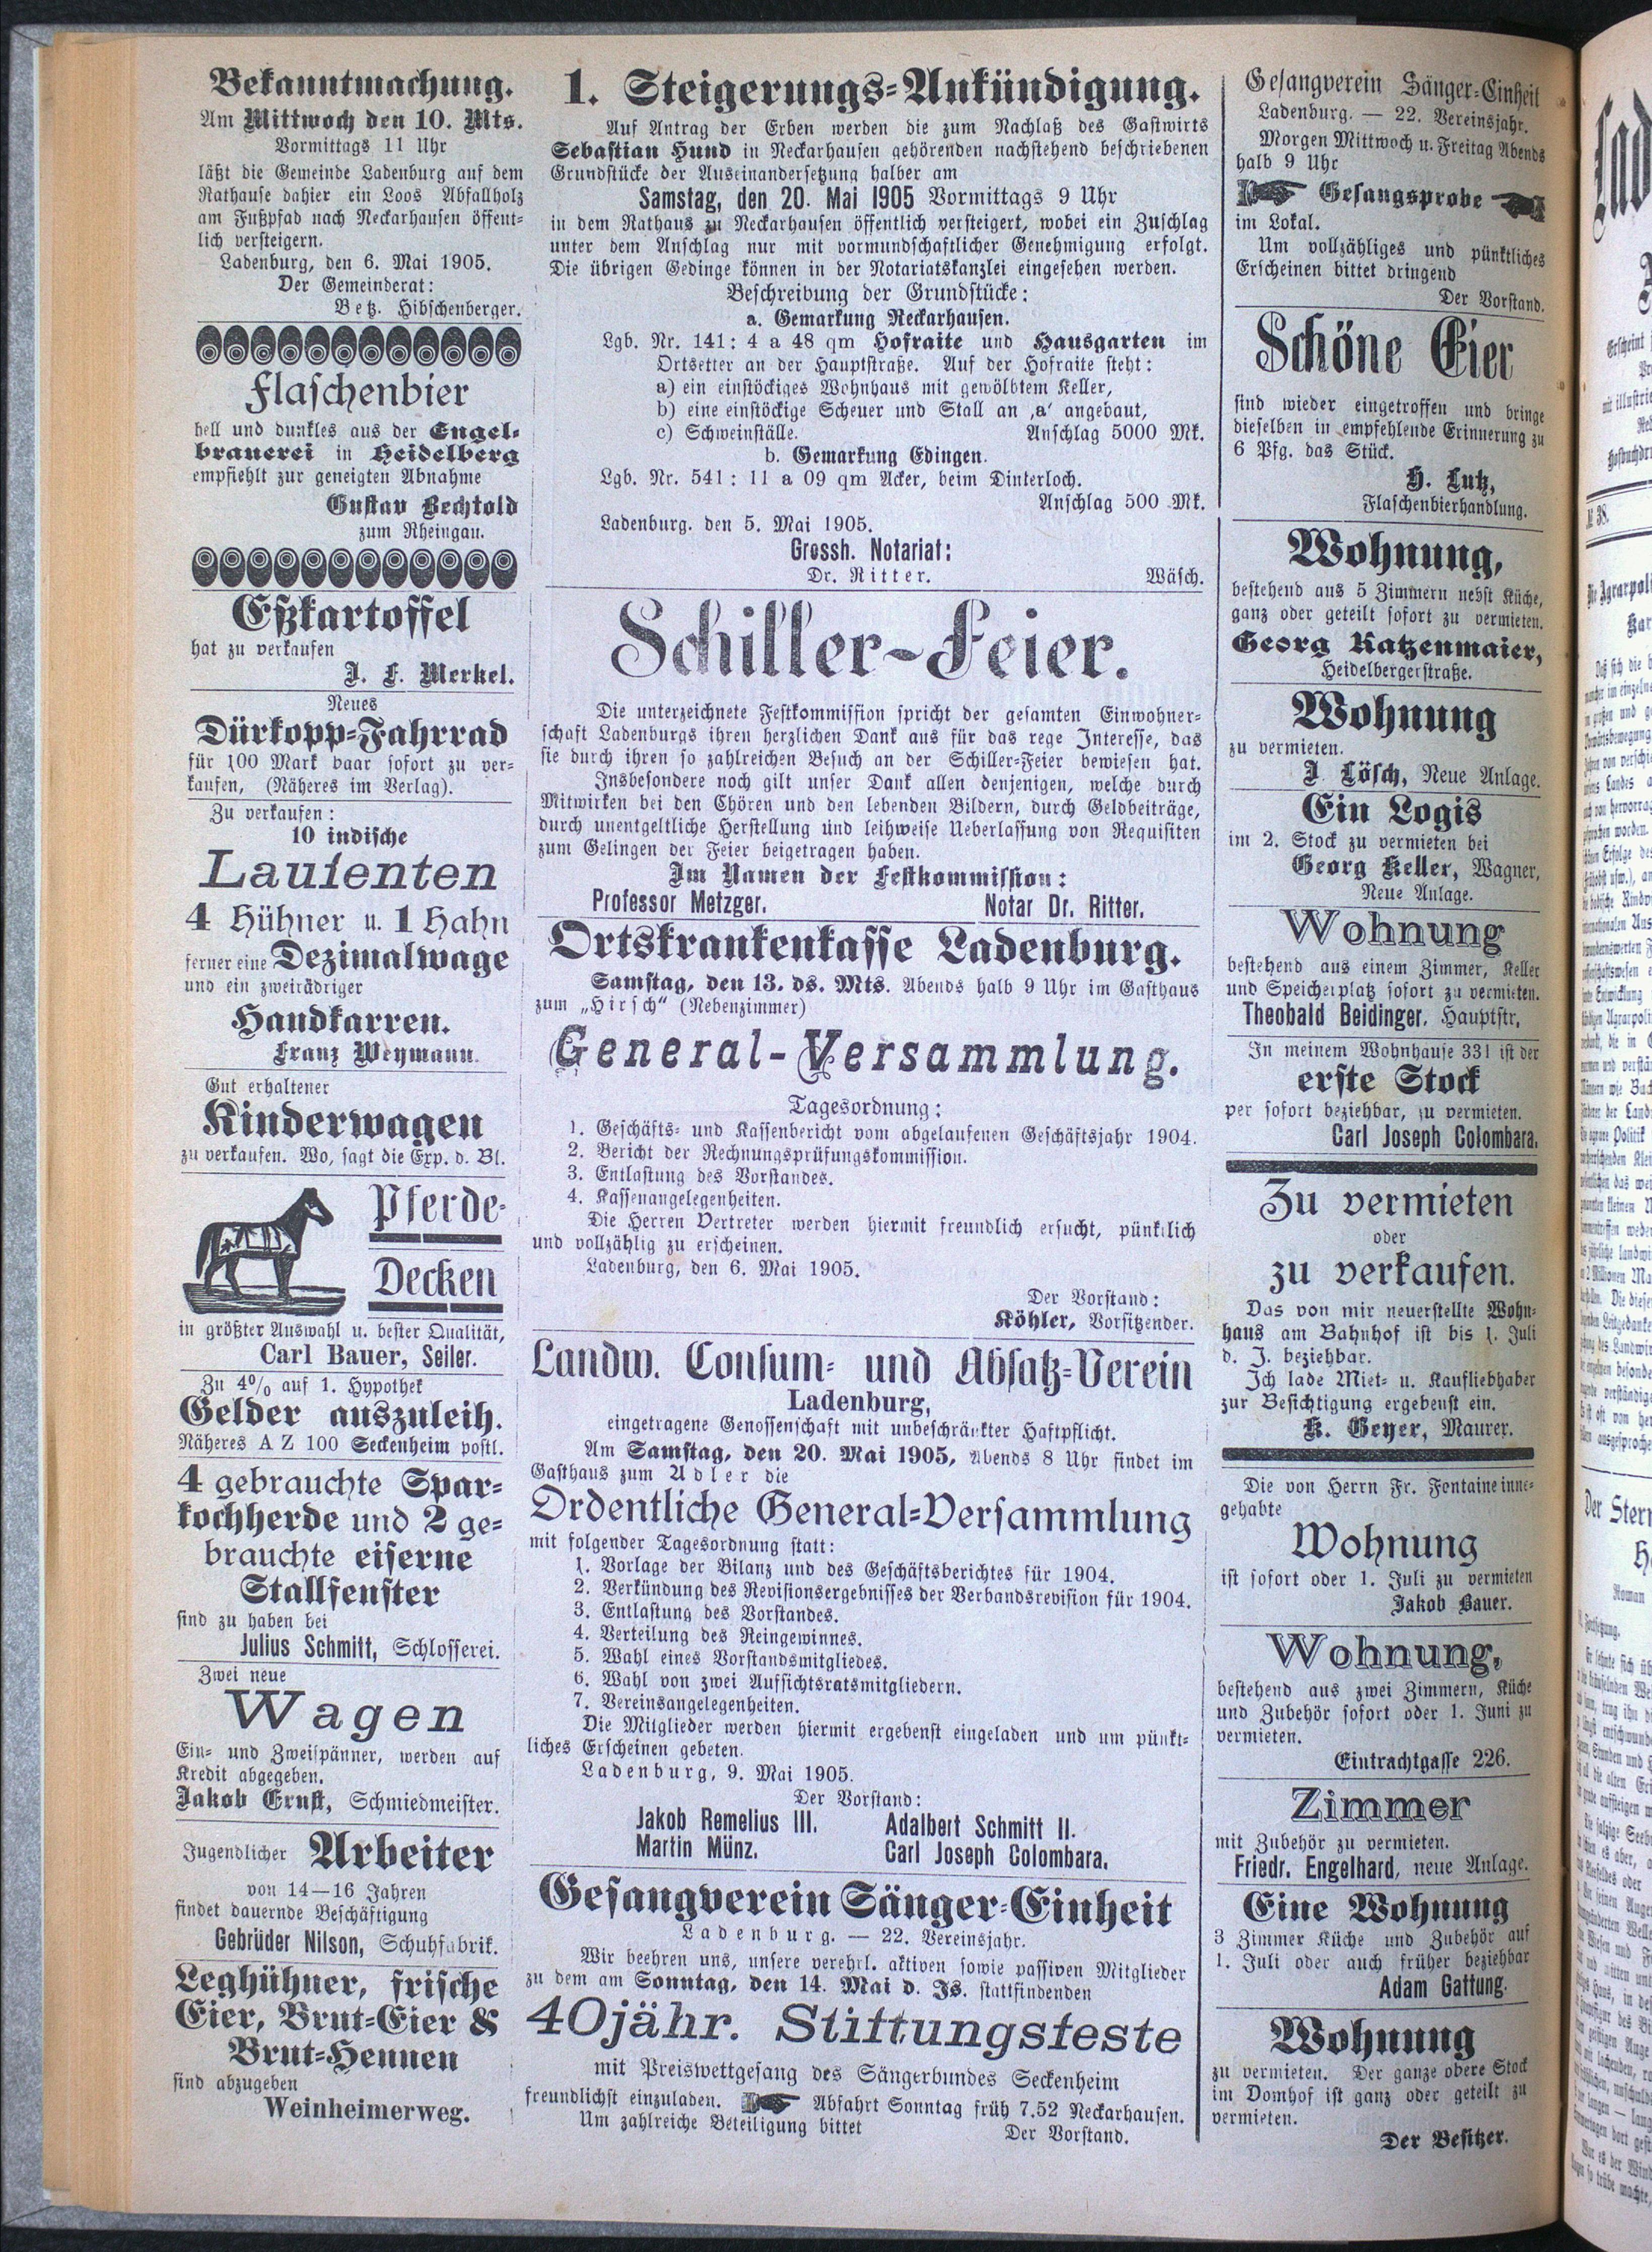 Bekanntmachung.
Am Mittwoch den 10. Mts.
Vormittags 11 Uhr
läßt die Gemeinde Ladenburg auf dem
Rathause dahier ein Loos Abfallholz
am Fußpfad nach Neckarhausen öffent-
lich versteigern.
Ladenburg, den 6. Mai 1905.
Der Gemeinderat:
Betz. Hibschenberger.
Flaschenbier
hell und dunkles aus der Engel-
brauerei in Heidelberg
empfiehlt zur geneigten Abnahme
Gustav Bechtold
zum Rheingau.
Eßkartoffel
hat zu verkaufen
J. F. Merkel.
Neues
Dürkopp-Fahrrad
für 100 Mark baar sofort zu ver-
kaufen, (Näheres im Verlag).
Zu verkaufen:
10 indische
Laufenten
4 Hühner u. 1 Hahn
ferner eine Dezimalwage
und ein zweirädriger
Handkarren.
Franz Weymann.
Gut erhaltener
Kinderwagen
zu verkaufen. Wo, sagt die Exp. d. Bl.
Pferde-
Decken
in größter Auswahl u. bester Qualität,
Carl Bauer, Seiler.
Zu 4% auf 1. Hypothek
Gelder auszuleih.
Näheres A Z 100 Seckenheim postl.
4 gebrauchte Spar-
kochherde und 2 ge-
brauchte eiserne
Stallfenster
sind zu haben bei
Julius Schmitt, Schlosserei.
Zwei neue
Wagen
Ein- und Zweispänner, werden auf
Kredit abgegeben.
Jakob Ernst, Schmiedmeister.
Jugendlicher Arbeiter
von 14—16 Jahren
findet dauernde Beschäftigung
Gebrüder Nilson, Schuhfabrik.
Leghühner, frische
Eier, Brut-Eier &
Brut-Hennen
sind abzugeben
Weinheimerweg.
1. Steigerungs-Ankündigung.
Auf Antrag der Erben werden die zum Nachlaß des Gastwirts
Sebastian Hund in Neckarhausen gehörenden nachstehend beschriebenen
Grundstücke der Auseinandersetzung halber am
Samstag, den 20. Mai 1905 Vormittags 9 Uhr
in dem Rathaus zu Neckarhausen öffentlich versteigert, wobei ein Zuschlag
unter dem Anschlag nur mit vormundschaftlicher Genehmigung erfolgt.
Die übrigen Gedinge können in der Notariatskanzlei eingesehen werden.
Beschreibung der Grundstücke:
a. Gemarkung Neckarhausen.
Lgb. Nr. 141: 4 a 48 qm Hofraite und Hausgarten im
Ortsetter an der Hauptstraße. Auf der Hofraite steht:
a) ein einstöckiges Wohnhaus mit gewölbtem Keller,
b) eine einstöckige Scheuer und Stall an ‚a‘ angebaut,
c) Schweinställe. Anschlag 5000 Mk.
b. Gemarkung Edingen.
Lgb. Nr. 541: 11 a 09 qm Acker, beim Dinterloch.
Anschlag 500 Mk.
Ladenburg. den 5. Mai 1905.
Grossh. Notariat:
Dr. Ritter. Wäsch.
Schiller-Feier.
Die unterzeichnete Festkommission spricht der gesamten Einwohner-
schaft Ladenburgs ihren herzlichen Dank aus für das rege Interesse, das
sie durch ihren so zahlreichen Besuch an der Schiller-Feier bewiesen hat.
Insbesondere noch gilt unser Dank allen denjenigen, welche durch
Mitwirken bei den Chören und den lebenden Bildern, durch Geldbeiträge,
durch unentgeltliche Herstellung und leihweise Ueberlassung von Requisiten
zum Gelingen der Feier beigetragen haben.
Im Namen der Festkommission:
Professor Metzger. Notar Dr. Ritter.
Ortskrankenkasse Ladenburg.
Samstag, den 13. ds. Mts. Abends halb 9 Uhr im Gasthaus
zum „Hirsch“ (Nebenzimmer)
General-Versammlung.
Tagesordnung:
1. Geschäfts- und Kassenbericht vom abgelaufenen Geschäftsjahr 1904.
2. Bericht der Rechnungsprüfungskommission.
3. Entlastung des Vorstandes.
4. Kassenangelegenheiten.
Die Herren Vertreter werden hiermit freundlich ersucht, pünktlich
und vollzählig zu erscheinen.
Ladenburg, den 6. Mai 1905.
Der Vorstand:
Köhler, Vorsitzender.
Landw. Consum- und Absatz-Verein
Ladenburg,
eingetragene Genossenschaft mit unbeschränkter Haftpflicht.
Am Samstag, den 20. Mai 1905, Abends 8 Uhr findet im
Gasthaus zum Adler die
Ordentliche General-Versammlung
mit folgender Tagesordnung statt:
1. Vorlage der Bilanz und des Geschäftsberichtes für 1904.
2. Verkündung des Revisionsergebnisses der Verbandsrevision für 1904.
3. Entlastung des Vorstandes.
4. Verteilung des Reingewinnes.
5. Wahl eines Vorstandsmitgliedes.
6. Wahl von zwei Aufsichtsratsmitgliedern.
7. Vereinsangelegenheiten.
Die Mitglieder werden hiermit ergebenst eingeladen und um pünkt-
liches Erscheinen gebeten.
Ladenburg, 9. Mai 1905.
Der Vorstand:
Jakob Remelius III. Adalbert Schmitt II.
Martin Münz. Carl Joseph Colombara.
Gesangverein Sänger-Einheit
Ladenburg. — 22. Vereinsjahr.
Wir beehren uns, unsere verehrl. aktiven sowie passiven Mitglieder
zu dem am Sonntag, den 14. Mai d. Js. stattfindenden
40jähr. Stiftungsfeste
mit Preiswettgesang des Sängerbundes Seckenheim
freundlichst einzuladen. Abfahrt Sonntag früh 7.52 Neckarhausen.
Um zahlreiche Beteiligung bittet Der Vorstand.
Gesangverein Sänger-Einheit
Ladenburg. — 22. Vereinsjahr.
Morgen Mittwoch u. Freitag Abends
halb 9 Uhr
Gesangsprobe
im Lokal.
Um vollzähliges und pünktliches
Erscheinen bittet dringend
Der Vorstand.
Schöne Eier
sind wieder eingetroffen und bringe
dieselben in empfehlende Erinnerung zu
6 Pfg. das Stück.
H. Lutz,
Flaschenbierhandlung.
Wohnung,
bestehend aus 5 Zimmern nebst Küche,
ganz oder geteilt sofort zu vermieten.
Georg Katzenmaier,
Heidelbergerstraße.
Wohnung
zu vermieten.
J Lösch, Neue Anlage.
Ein Logis
im 2. Stock zu vermieten bei
Georg Keller, Wagner,
Neue Anlage.
Wohnung
bestehend aus einem Zimmer, Keller
und Speicherplatz sofort zu vermieten.
Theobald Beidinger, Hauptstr.
In meinem Wohnhause 331 ist der
erste Stock
per sofort beziehbar, zu vermieten.
Carl Joseph Colombara.
Zu vermieten
oder
zu verkaufen.
Das von mir neuerstellte Wohn-
haus am Bahnhof ist bis 1. Juli
d. J. beziehbar.
Ich lade Miet- u. Kaufliebhaber
zur Besichtigung ergebenst ein.
K. Geyer, Maurer.
Die von Herrn Fr. Fontaine inne-
gehabte
Wohnung
ist sofort oder 1. Juli zu vermieten
Jakob Bauer.
Wohnung,
bestehend aus zwei Zimmern, Küche
und Zubehör sofort oder 1. Juni zu
vermieten.
Eintrachtgasse 226.
Zimmer
mit Zubehör zu vermieten.
Friedr. Engelhard, neue Anlage.
Eine Wohnung
3 Zimmer Küche und Zubehör auf
1. Juli oder auch früher beziehbar
Adam Gattung.
Wohnung
zu vermieten. Der ganze obere Stock
im Domhof ist ganz oder geteilt zu
vermieten.
Der Besitzer.
№ 38.